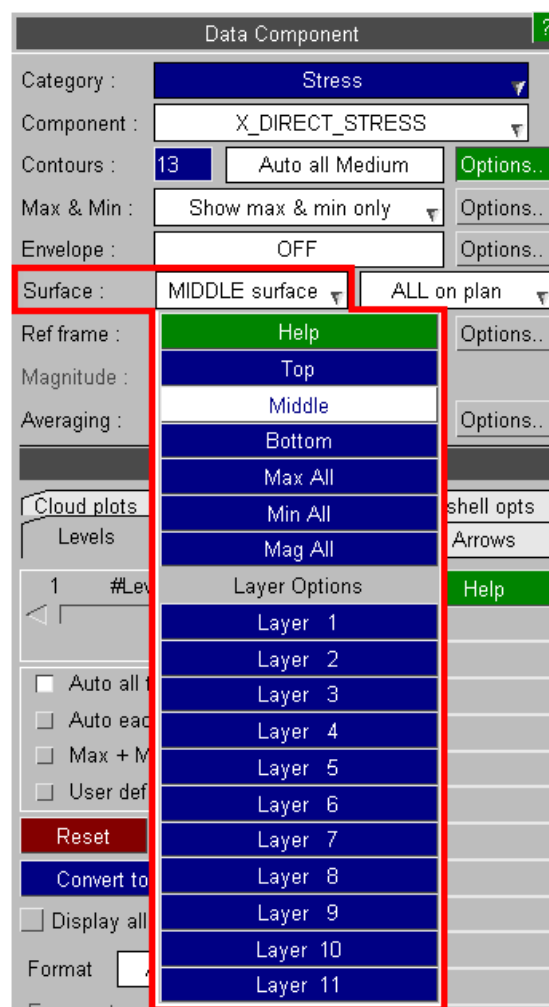 Data Component ?
Category : Stress
Component : X_DIRECT_STRESS
Contours : 13 Auto all Medium Options..
Max & Min : Show max & min only Options..
Envelope : OFF Options..
Surface : MIDDLE surface ALL on plan
Ref frame : Help Options..
Magnitude : Top
Middle
Averaging : Options..
Bottom
Max All
Cloud plots Min All shell opts
Levels Mag All Arrows
1 #Lev Layer Options Help
Layer 1
Layer 2
Auto all Layer 3
Auto eac Layer 4
Max + M Layer 5
User def Layer 6
Reset Layer 7
Convert to Layer 8
Display all Layer 9
Format Layer 10
Layer 11